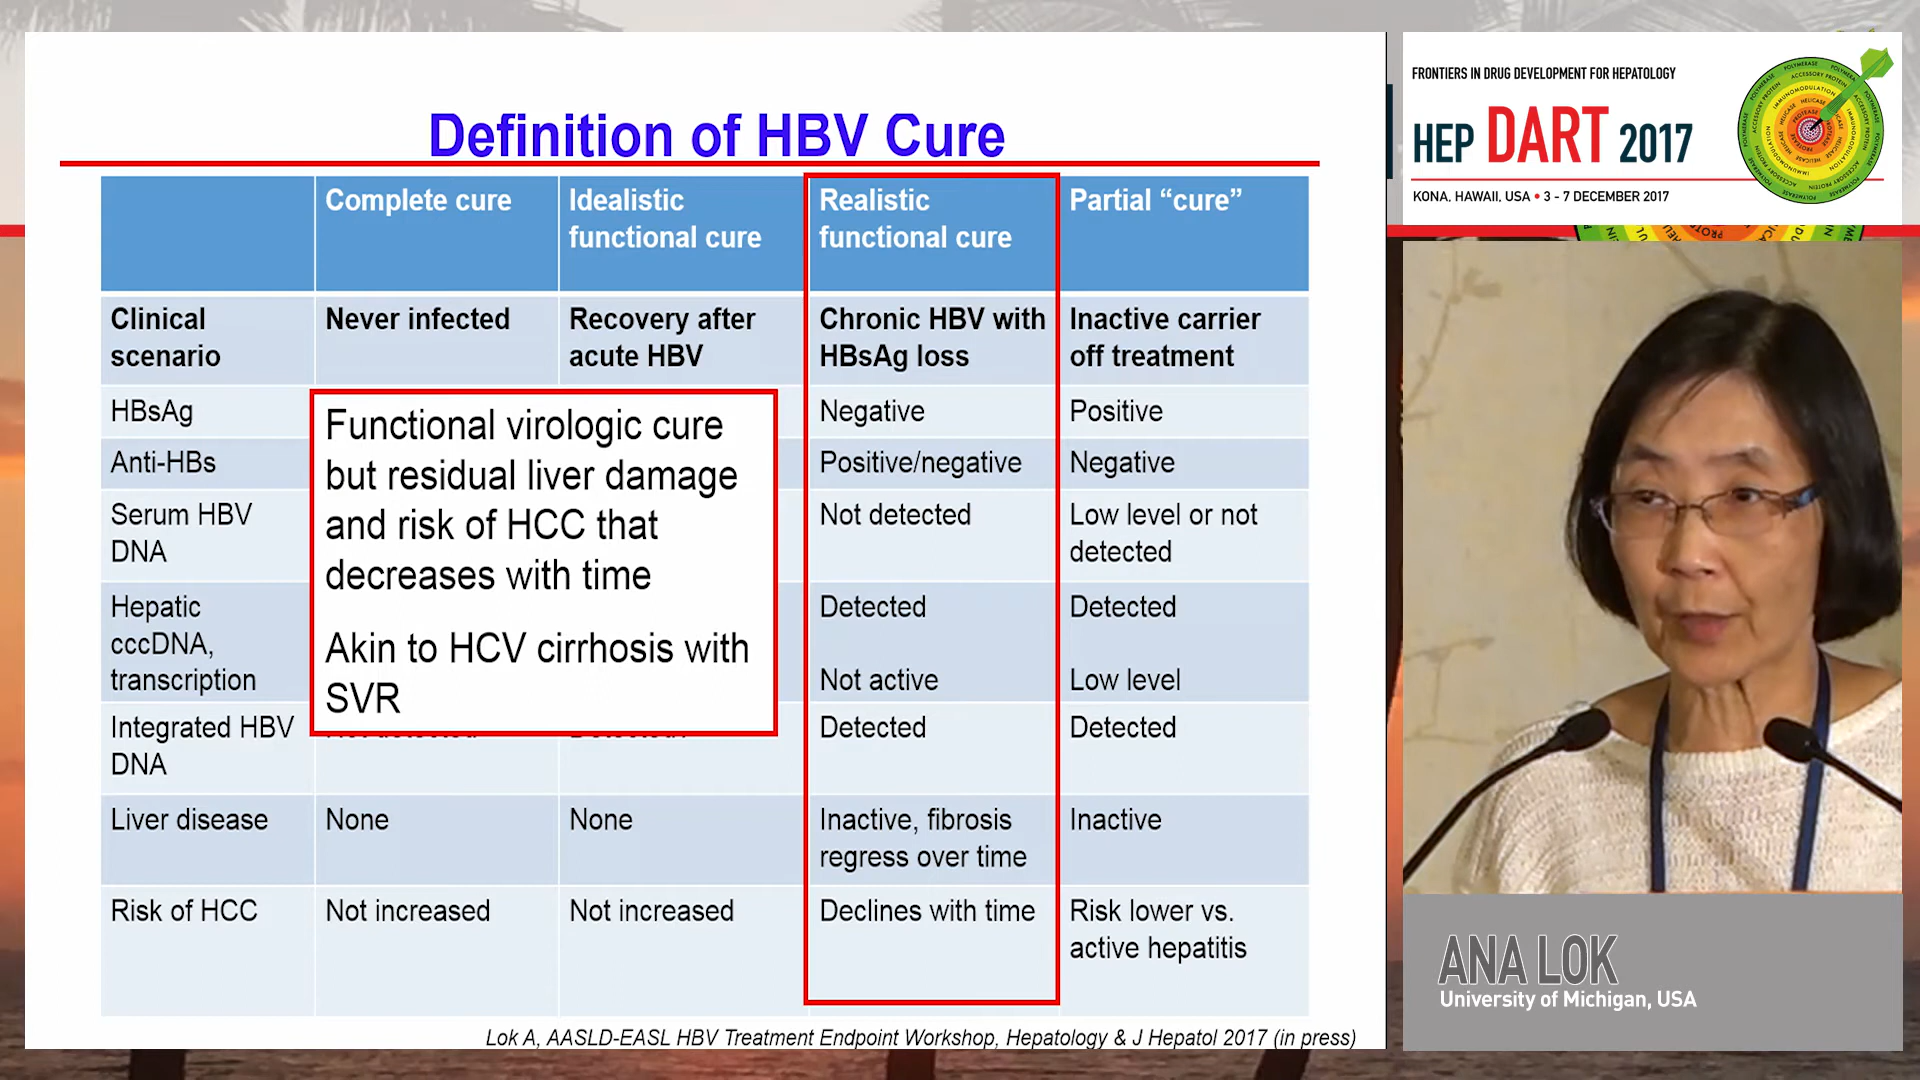 Definition of HBV Cure
Complete cure
Idealistic
functional cure
Realistic
functional cure
Partial “cure”
Clinical
scenario
Never infected
Recovery after
acute HBV
Chronic HBV with
HBsAg loss
Inactive carrier
off treatment
HBsAg
Negative
Positive
Anti-HBs
Positive/negative
Negative
Serum HBV
DNA
Not detected
Low level or not
detected
Hepatic
cccDNA,
transcription
Detected
Not active
Detected
Low level
Integrated HBV
DNA
Detected
Detected
Functional virologic cure
but residual liver damage
and risk of HCC that
decreases with time
Akin to HCV cirrhosis with
SVR
Liver disease
None
None
Inactive, fibrosis
regress over time
Inactive
Risk of HCC
Not increased
Not increased
Declines with time
Risk lower vs.
active hepatitis
Lok A, AASLD-EASL HBV Treatment Endpoint Workshop, Hepatology & J Hepatol 2017 (in press)
FRONTIERS IN DRUG DEVELOPMENT FOR HEPATOLOGY
HEP DART 2017
KONA, HAWAII, USA • 3 - 7 DECEMBER 2017
ANA LOK
University of Michigan, USA